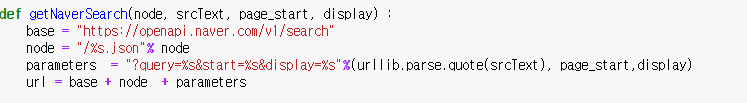 def getNaverSearch(node, srcText, page_start, display) :
    base = "https://openapi.naver.com/v1/search"
    node = "/%s.json"% node
    parameters  = "?query=%s&start=%s&display=%s"%(urllib.parse.quote(srcText), page_start,display)
    url = base + node  + parameters